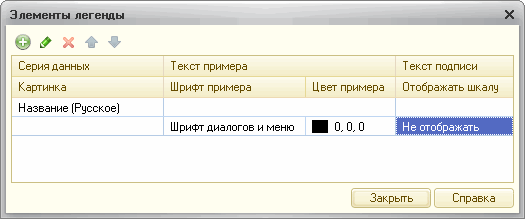 Элементы легенды
Серия данных Текст примера Текст подписи
Картинка Шрифт примера Цвет примера Отображать шкалу
Название (Русское)
Шрифт диалогов и меню 0, 0, 0 Не отображать
Закрыть Справка